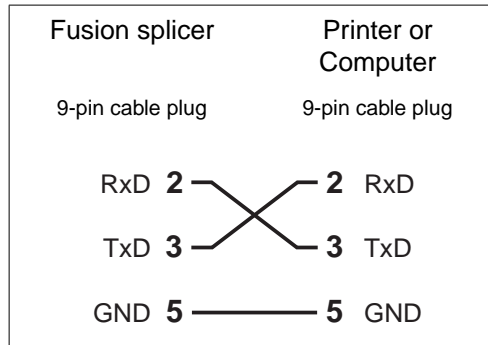 Fusion splicer Printer or
Computer
9-pin cable plug 9-pin cable plug
RxD 2 2 RxD
TxD 3 3 TxD
GND 5 5 GND